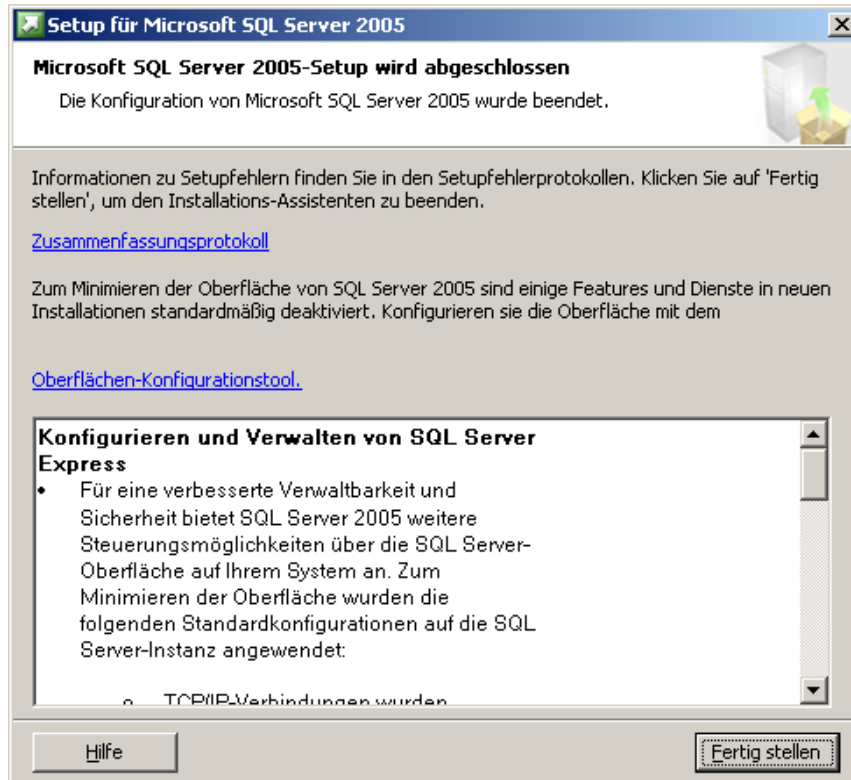 Setup für Microsoft SQL Server 2005
Microsoft SQL Server 2005-Setup wird abgeschlossen
Die Konfiguration von Microsoft SQL Server 2005 wurde beendet.
Informationen zu Setupfehlern finden Sie in den Setupfehlerprotokollen. Klicken Sie auf 'Fertig
stellen', um den Installations-Assistenten zu beenden.
Zusammenfassungsprotokoll
Zum Minimieren der Oberfläche von SQL Server 2005 sind einige Features und Dienste in neuen
Installationen standardmäßig deaktiviert. Konfigurieren sie die Oberfläche mit dem
Oberflächen-Konfigurationstool.
Konfigurieren und Verwalten von SQL Server
Express
• Für eine verbesserte Verwaltbarkeit und
Sicherheit bietet SQL Server 2005 weitere
Steuerungsmöglichkeiten über die SQL Server-
Oberfläche auf Ihrem System an. Zum
Minimieren der Oberfläche wurden die
folgenden Standardkonfigurationen auf die SQL
Server-Instanz angewendet:
o TCP/IP-Verbindungen wurden
Hilfe
Fertig stellen